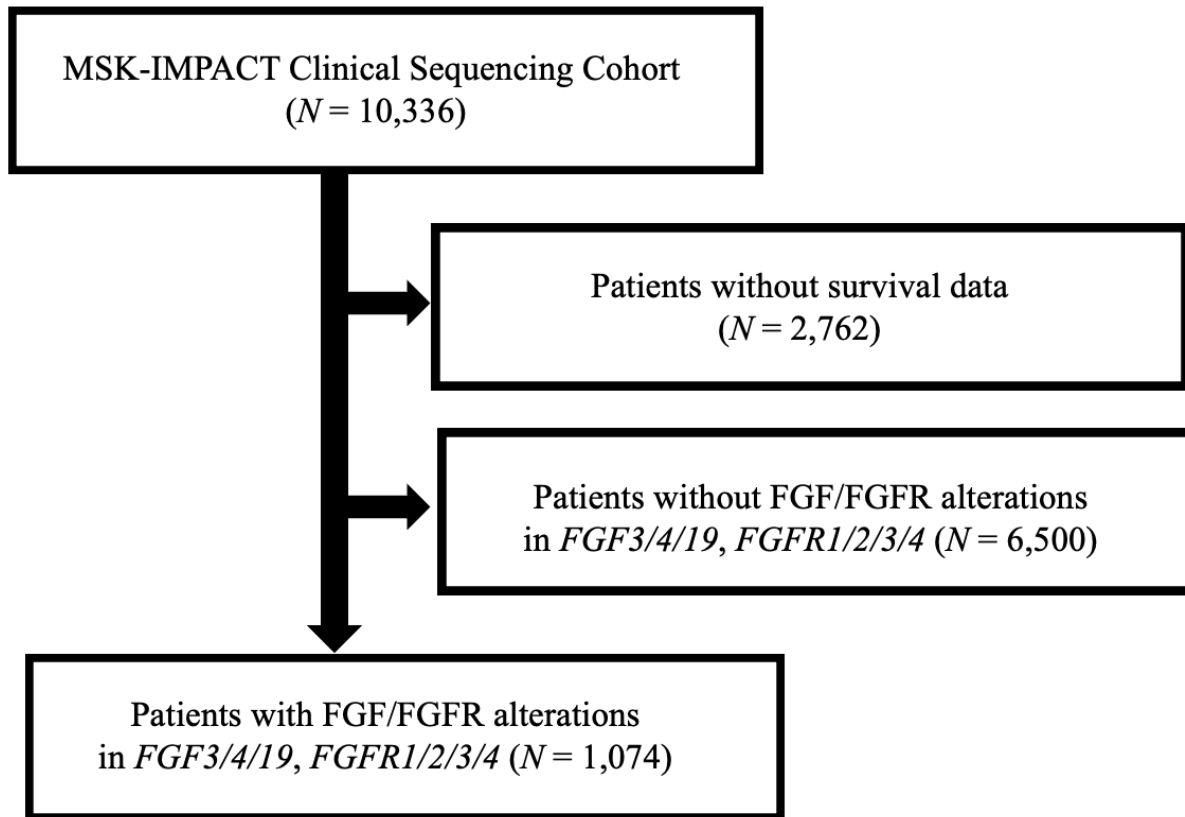 MSK-IMPACT Clinical Sequencing Cohort
(N = 10,336)
Patients without survival data
(N = 2,762)
Patients without FGF/FGFR alterations
in FGF3/4/19, FGFR1/2/3/4 (N = 6,500)
Patients with FGF/FGFR alterations
in FGF3/4/19, FGFR1/2/3/4 (N = 1,074)